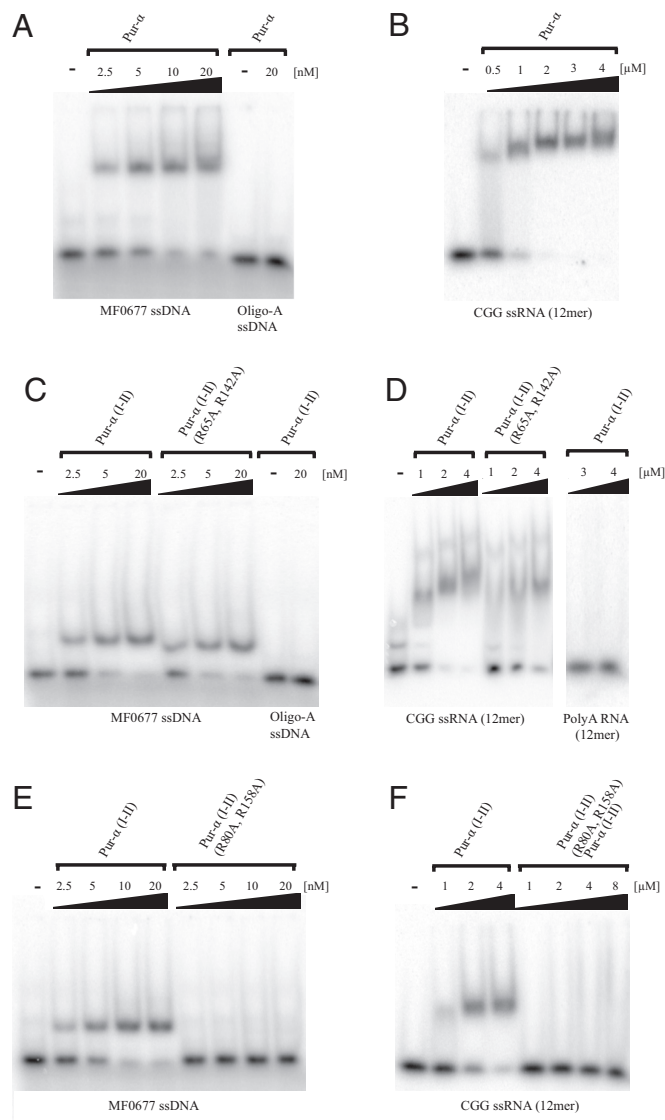 A
Pur-α
Pur-α
- 2.5 5 10 20 - 20 [nM]
MF0677 ssDNA
Oligo-A
ssDNA
B
Pur-α
- 0.5 1 2 3 4 [µM]
CGG ssRNA (12mer)
C
Pur-α (I-II)
Pur-α (I-II)
(R65A, R142A)
Pur-α (I-II)
- 2.5 5 20 2.5 5 20 - 20 [nM]
MF0677 ssDNA
Oligo-A
ssDNA
D
Pur-α (I-II)
Pur-α (I-II)
(R65A, R142A)
Pur-α (I-II)
- 1 2 4 1 2 4 3 4 [µM]
CGG ssRNA (12mer)
PolyA RNA
(12mer)
E
Pur-α (I-II)
Pur-α (I-II)
(R80A, R158A)
- 2.5 5 10 20 2.5 5 10 20 [nM]
MF0677 ssDNA
F
Pur-α (I-II)
Pur-α (I-II)
(R80A, R158A)
Pur-α (I-II)
- 1 2 4 1 2 4 8 [µM]
CGG ssRNA (12mer)